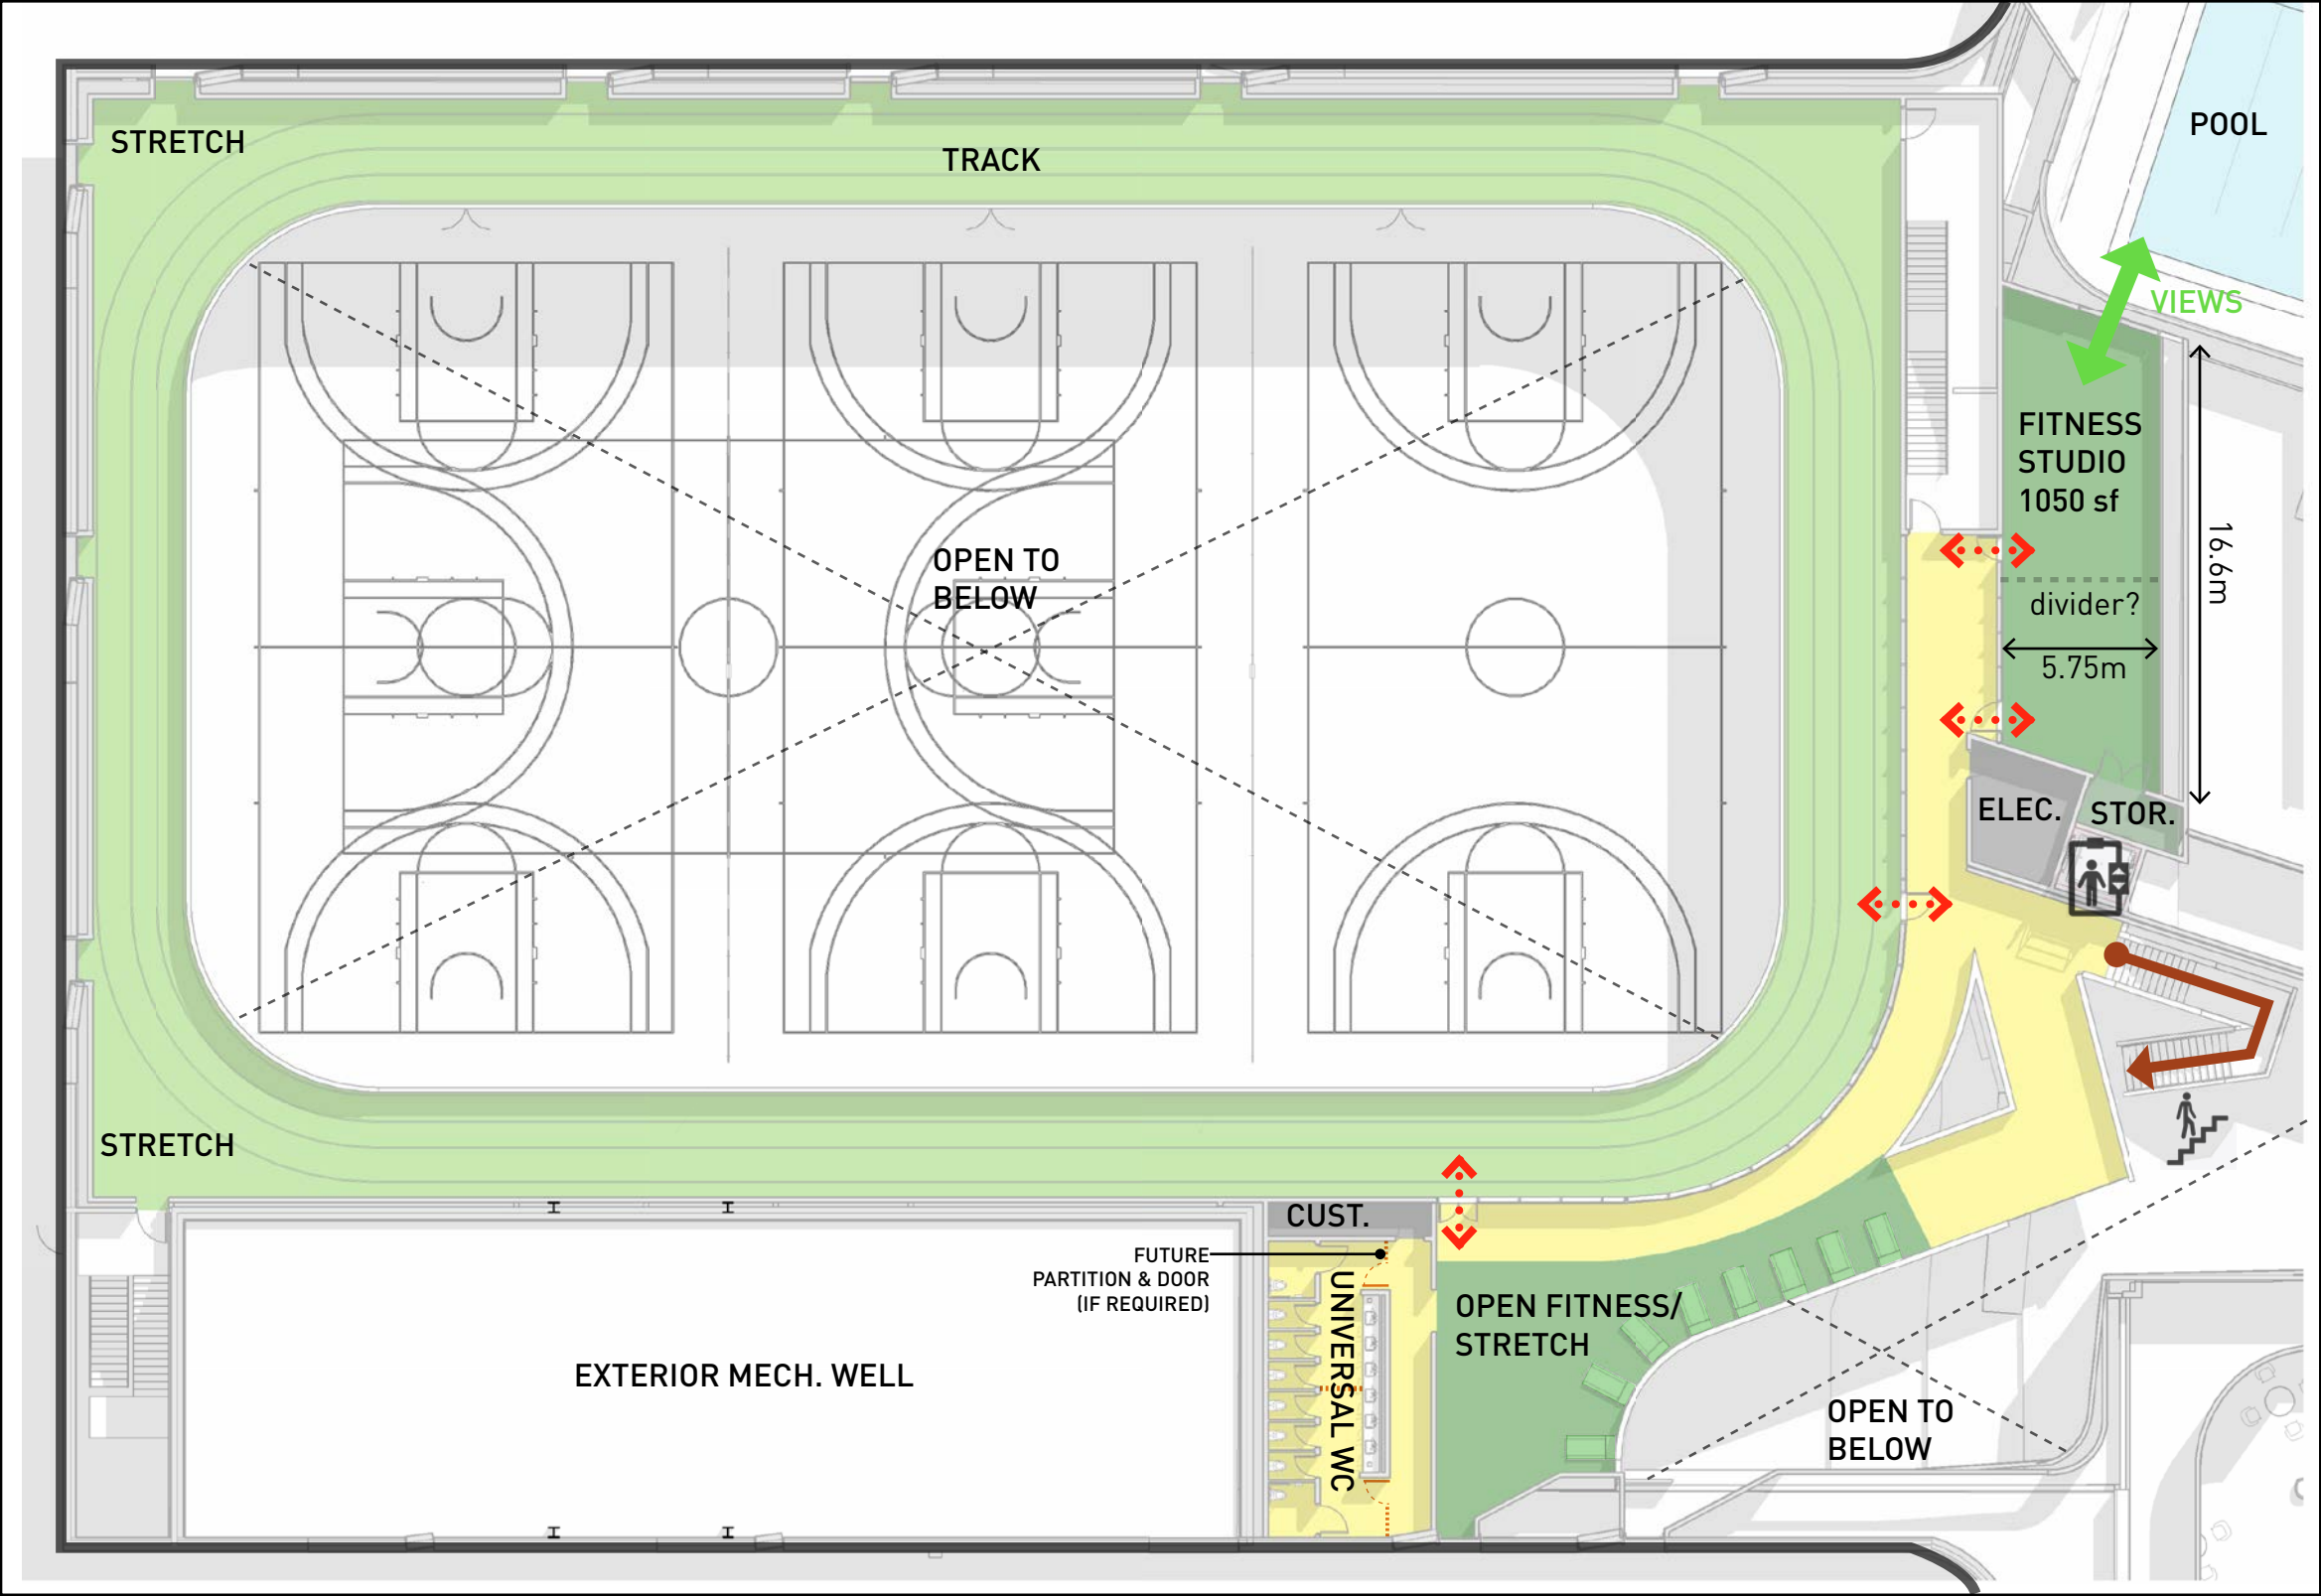 STRETCH
TRACK
POOL
VIEWS
FITNESS
STUDIO
1050 sf
16.6m
OPEN TO
BELOW
divider?
5.75m
ELEC.
STOR.
STRETCH
CUST.
FUTURE
PARTITION & DOOR
(IF REQUIRED)
UNIVERSAL WC
OPEN FITNESS/
STRETCH
EXTERIOR MECH. WELL
OPEN TO
BELOW